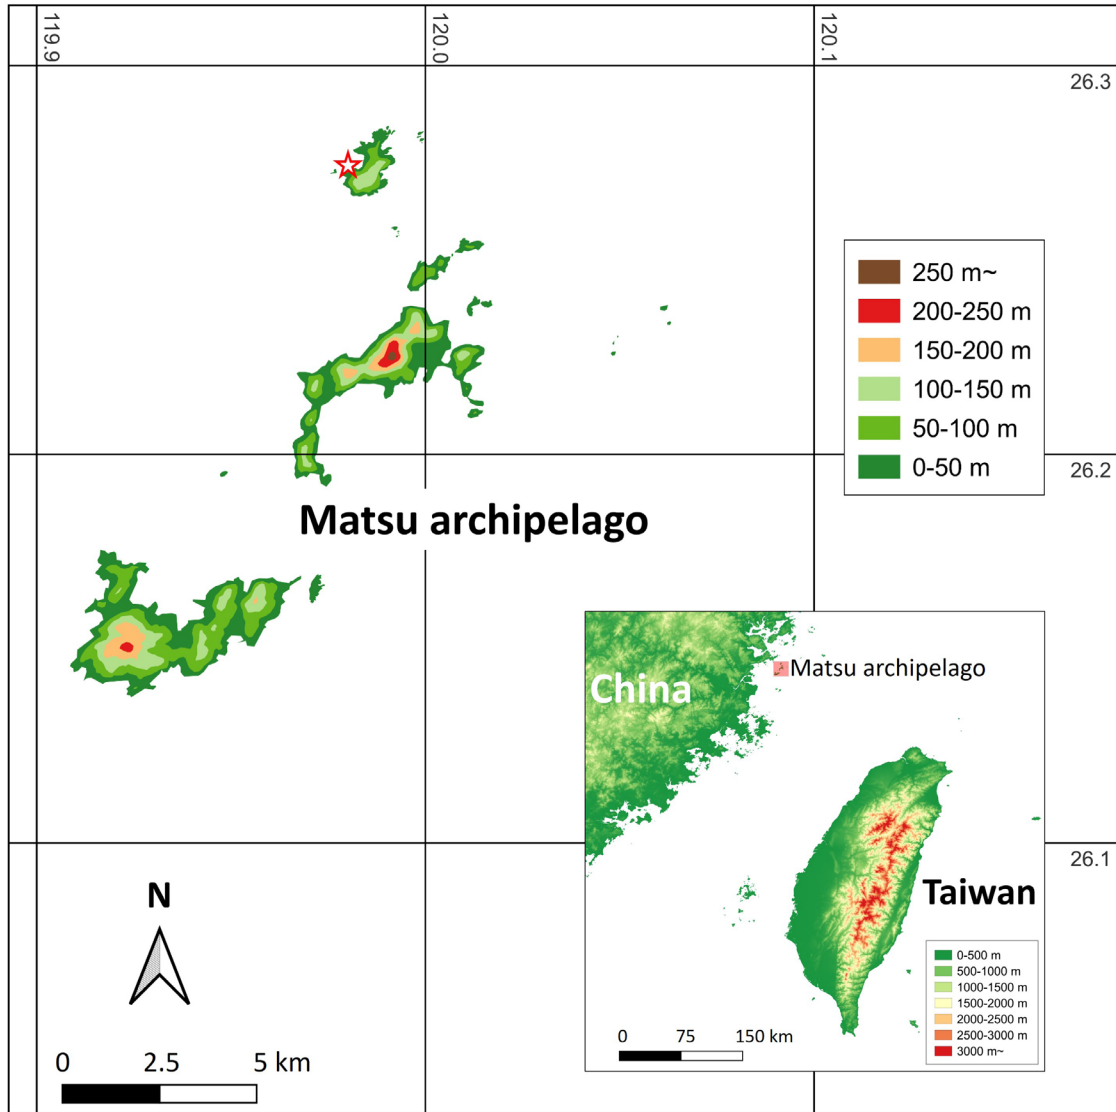 119.9
120.0
120.1
26.3
250 m~
200-250 m
150-200 m
100-150 m
50-100 m
0-50 m
26.2
Matsu archipelago
Matsu archipelago
China
26.1
Taiwan
0-500 m
500-1000 m
1000-1500 m
1500-2000 m
2000-2500 m
2500-3000 m
3000 m~
0 75 150 km
N
0 2.5 5 km